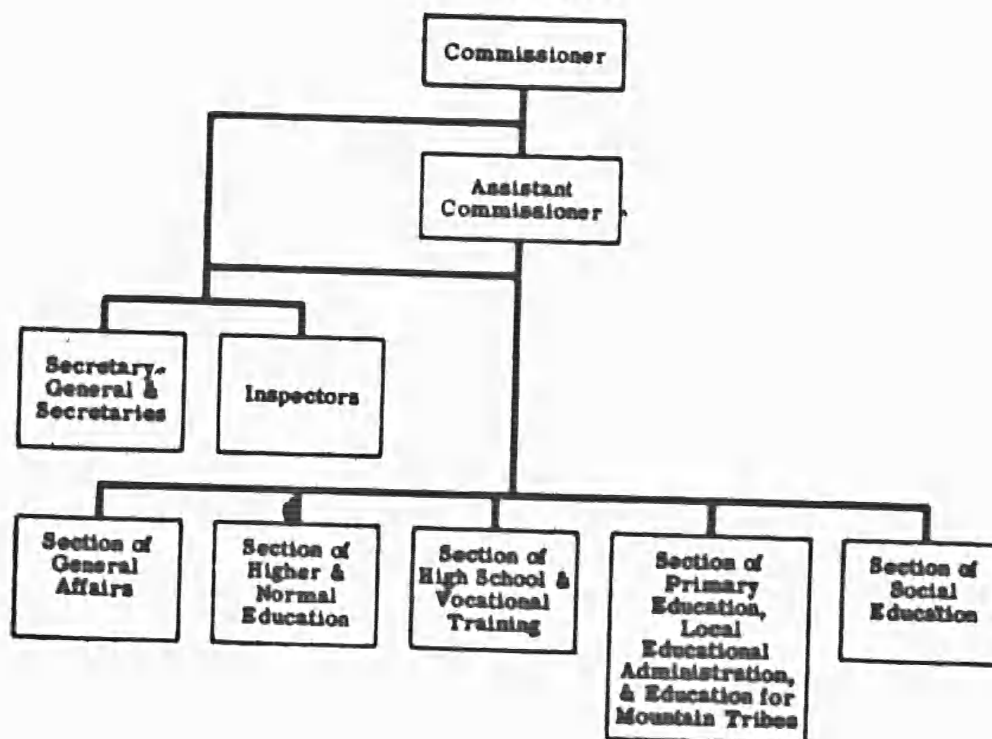 Commissioner
Assistant
Commissioner
Secretary-
General &
Secretaries
Inspectors
Section of
General
Affairs
Section of
Higher &
Normal
Education
Section of
High School &
Vocational
Training
Section of
Primary
Education,
Local
Educational
Administration,
& Education for
Mountain Tribes
Section of
Social
Education